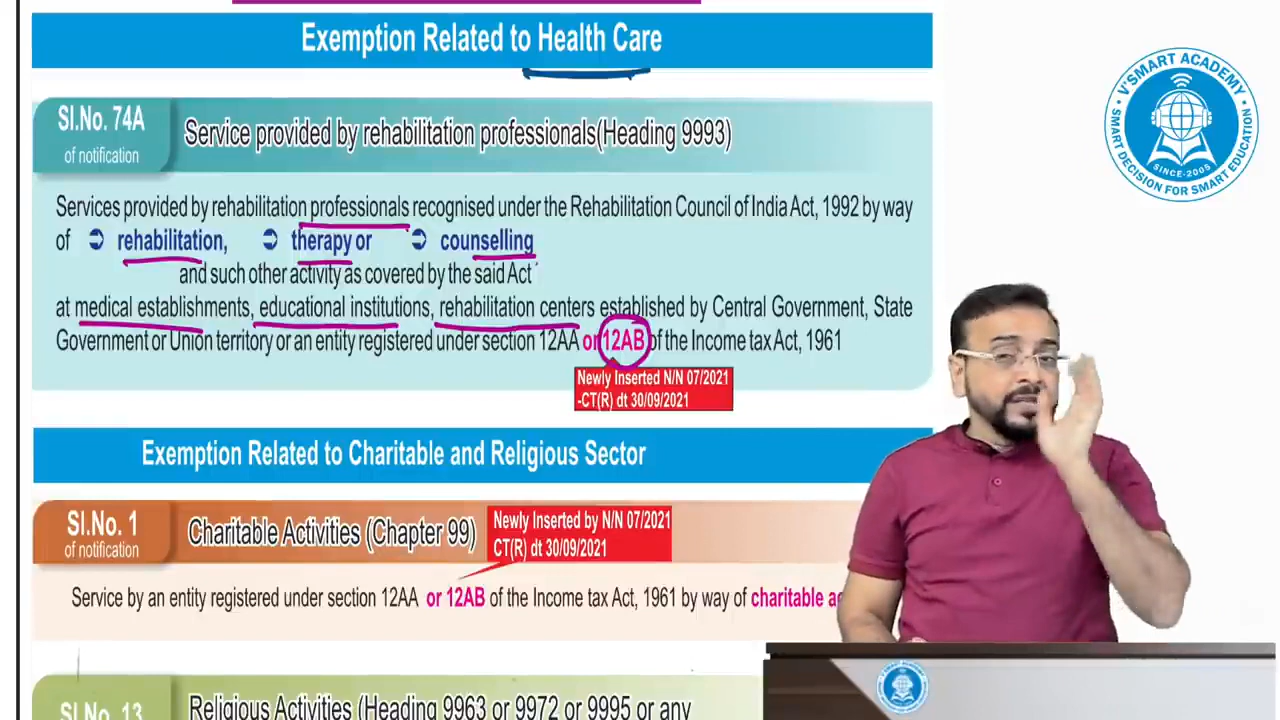 Exemption Related to Health Care
Sl.No. 74A
of notification
Service provided by rehabilitation professionals(Heading 9993)
Services provided by rehabilitation professionals recognised under the Rehabilitation Council of India Act, 1992 by way
of ➲ rehabilitation, ➲ therapy or ➲ counselling
and such other activity as covered by the said Act
at medical establishments, educational institutions, rehabilitation centers established by Central Government, State
Government or Union territory or an entity registered under section 12AA or 12AB of the Income tax Act, 1961
Newly Inserted N/N 07/2021
-CT(R) dt 30/09/2021
Exemption Related to Charitable and Religious Sector
Sl.No. 1
of notification
Charitable Activities (Chapter 99)
Newly Inserted by N/N 07/2021
CT(R) dt 30/09/2021
Service by an entity registered under section 12AA or 12AB of the Income tax Act, 1961 by way of charitable
Sl.No. 13
Religious Activities (Heading 9963 or 9972 or 9995 or any
V'SMART ACADEMY
SINCE-2005
SMART DECISION FOR SMART EDUCATION